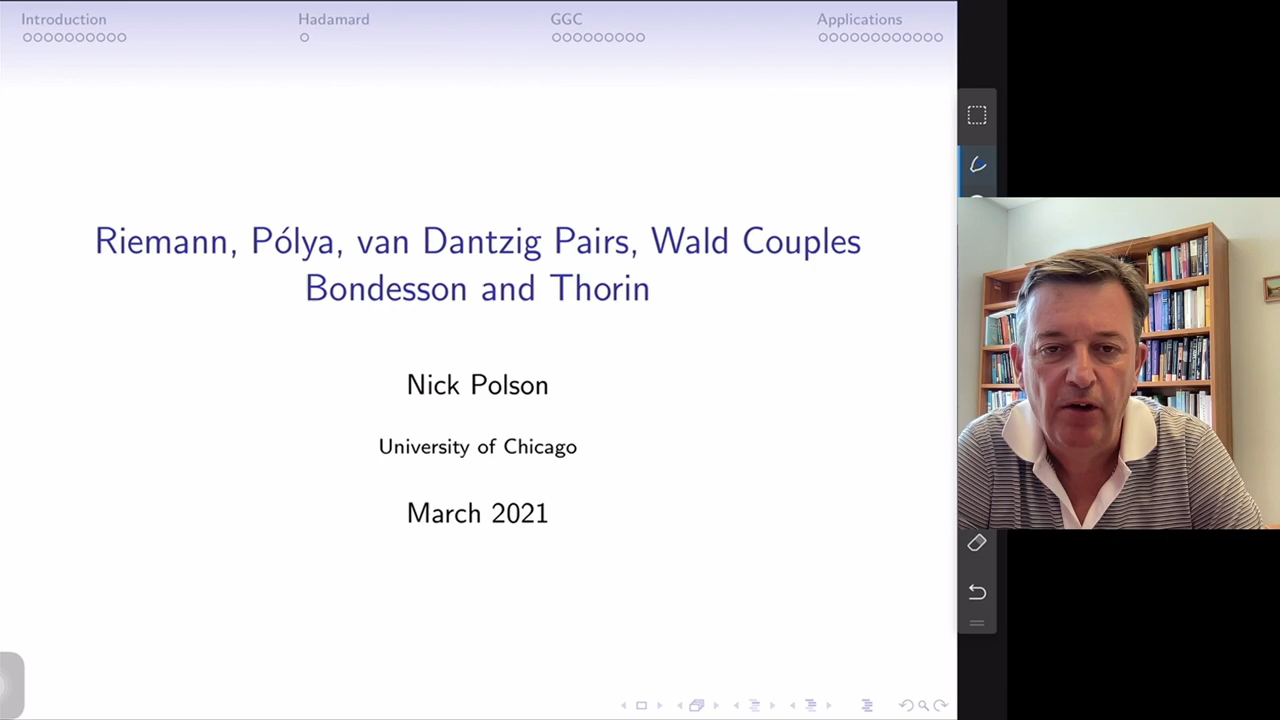 Introduction
Hadamard
GGC
Applications
Riemann, Pólya, van Dantzig Pairs, Wald Couples
Bondesson and Thorin
Nick Polson
University of Chicago
March 2021